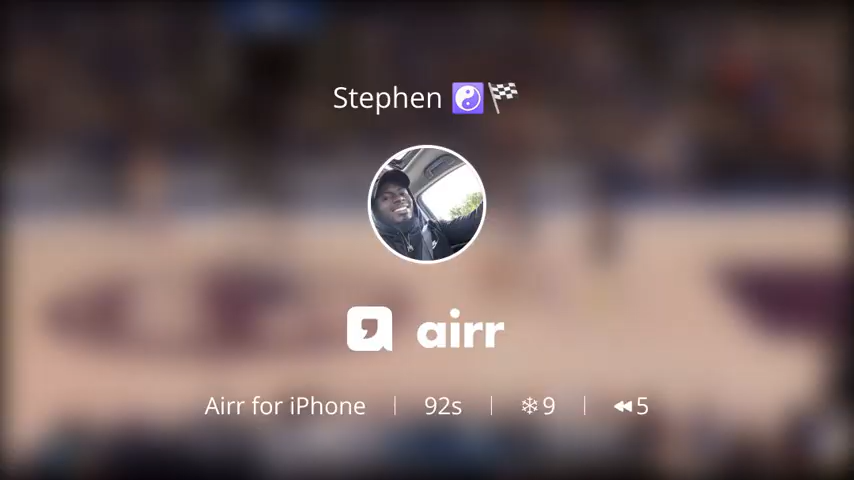 Stephen ☯️🏁
airr
Airr for iPhone | 92s | ❄9 | ⏪5